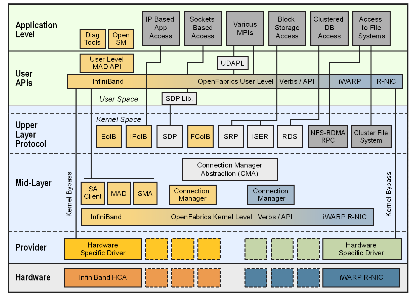 Application
Level
Diag
Tools
Open
SM
IP Based
App
Access
Sockets
Based
Access
Various
MPIs
Block
Storage
Access
Clustered
DB
Access
Access
to File
Systems
User
APIs
User Level
MAD API
UDAPL
InfiniBand
OpenFabrics User Level Verbs / API
iWARP R-NIC
User Space
SDP Lib
Kernel Space
Upper
Layer
Protocol
EoIB
IPoIB
SDP
FCoIB
SRP
iSER
RDS
NFS-RDMA
RPC
Cluster File
System
Kernel Bypass
Kernel Bypass
Mid-Layer
Connection Manager
Abstraction (CMA)
SA
Client
MAD
SMA
Connection
Manager
Connection
Manager
InfiniBand
OpenFabrics Kernel Level Verbs / API
iWARP R-NIC
Provider
Hardware
Specific Driver
Hardware
Specific Driver
Hardware
InfiniBand HCA
iWARP R-NIC